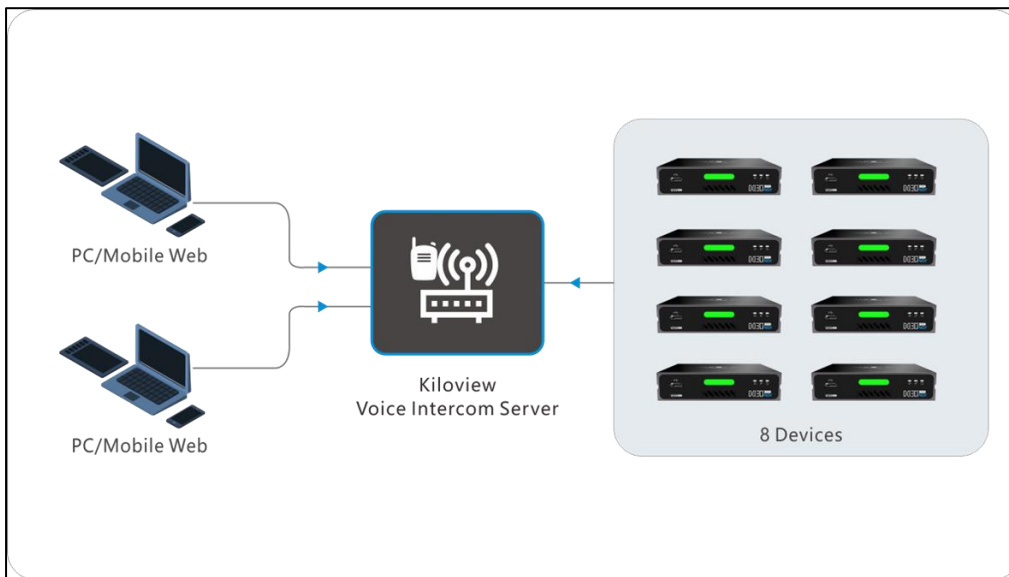 PC/Mobile Web
PC/Mobile Web
Kiloview
Voice Intercom Server
8 Devices